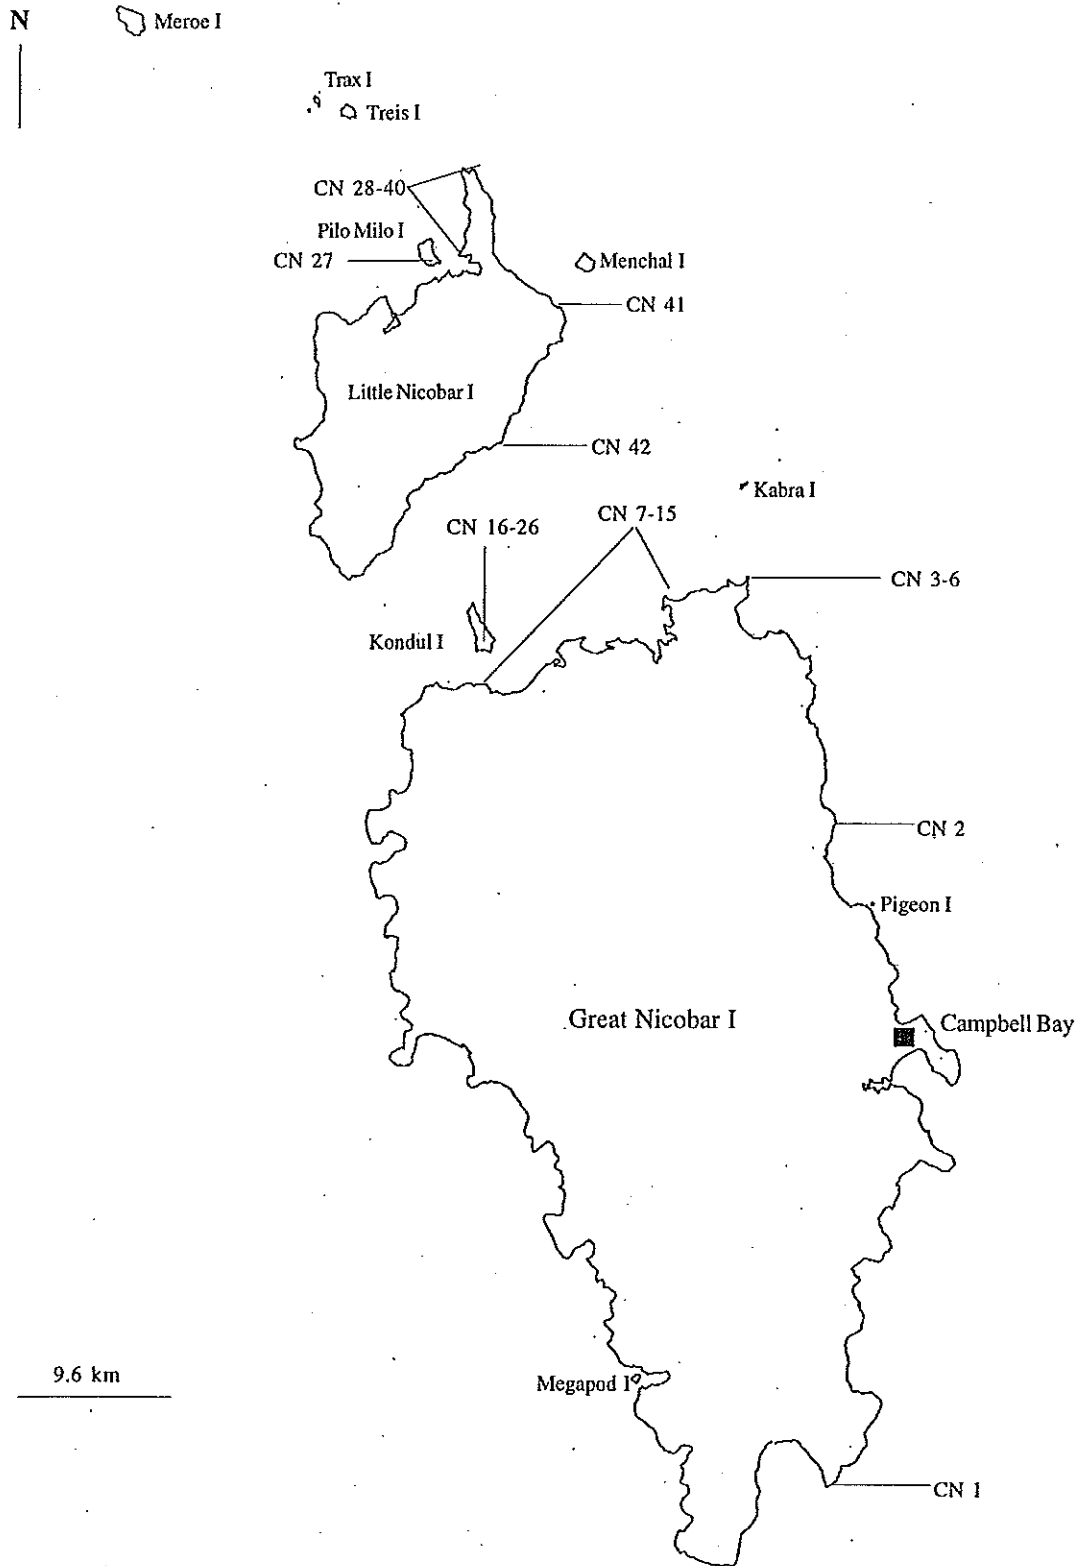 N
Meroe I
Trax I
Treis I
CN 28-40
Pilo Milo I
CN 27
Menchal I
CN 41
Little Nicobar I
CN 42
Kabra I
CN 7-15
CN 16-26
CN 3-6
Kondul I
CN 2
Pigeon I
Great Nicobar I
Campbell Bay
9.6 km
Megapod I
CN 1